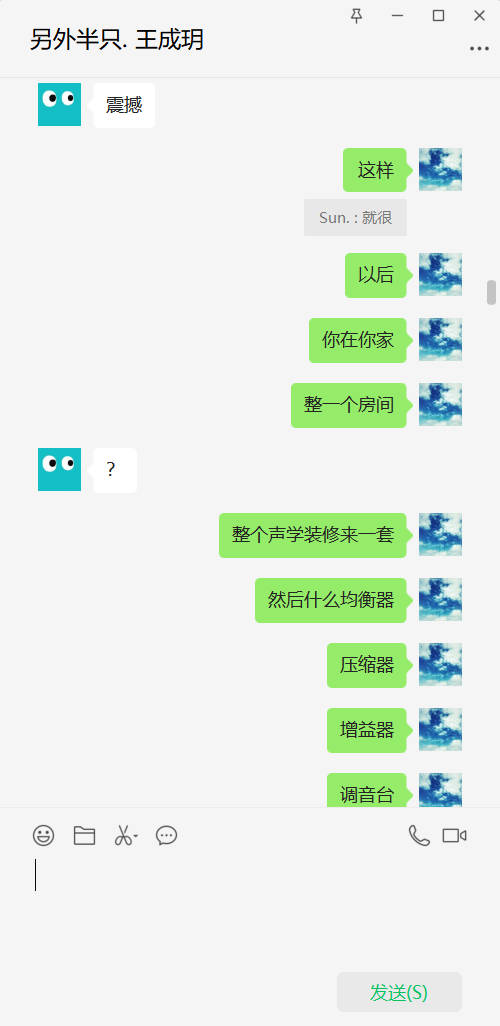 另外半只. 王成玥
震撼
这样
Sun. : 就很
以后
你在你家
整一个房间
?
整个声学装修来一套
然后什么均衡器
压缩器
增益器
调音台
发送(S)